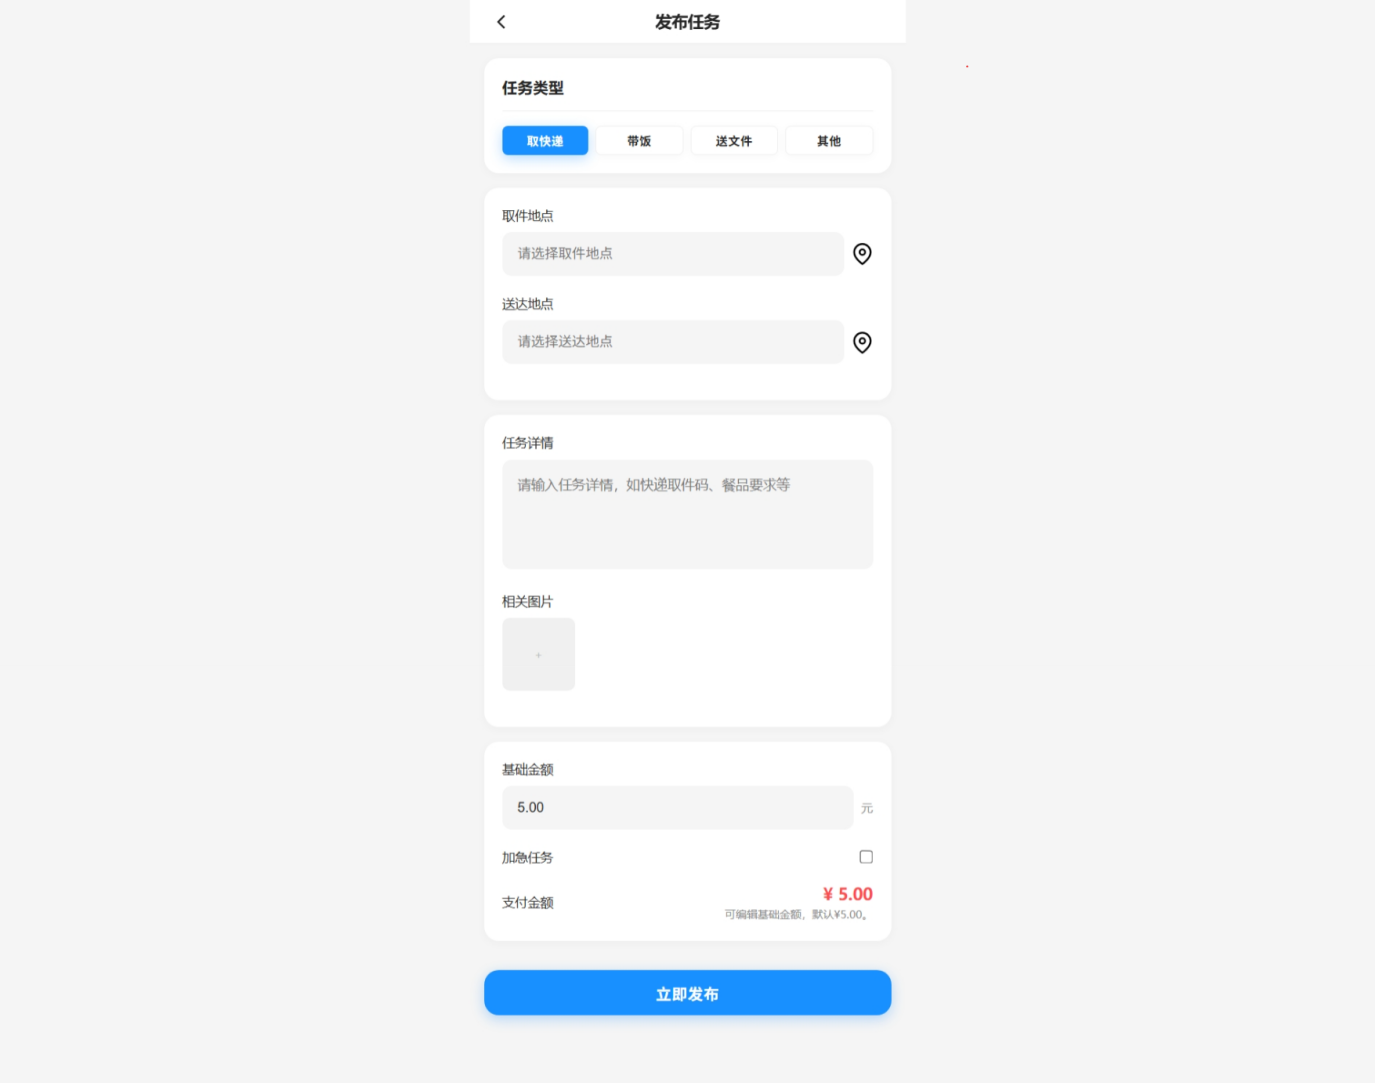 发布任务
任务类型
取快递 带饭 送文件 其他
取件地点
请选择取件地点
送达地点
请选择送达地点
任务详情
请输入任务详情，如快递取件码、餐品要求等
相关图片
+
基础金额
5.00 元
加急任务
支付金额 ¥ 5.00
可编辑基础金额，默认¥5.00。
立即发布